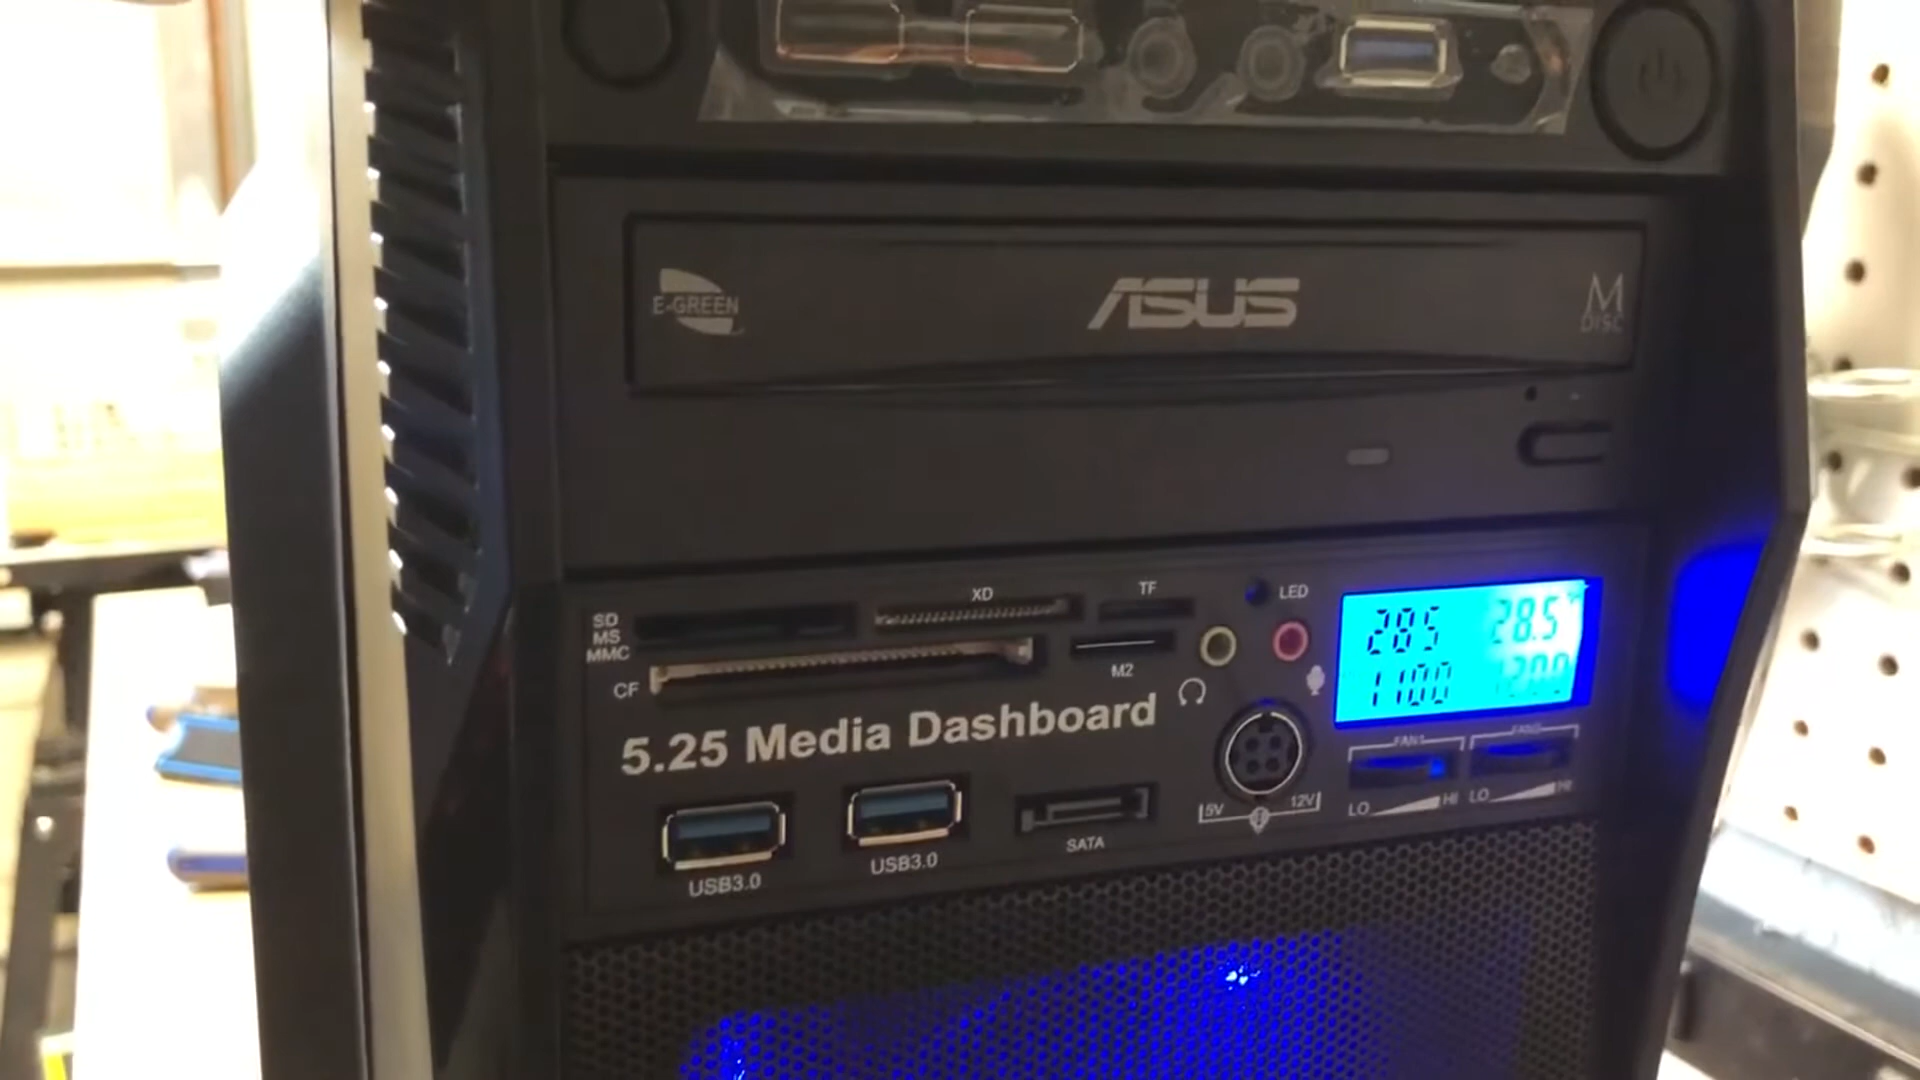 E-GREEN
ASUS
M
DISC
SD
MS
MMC
XD
TF
CF
M2
LED
28.5 28.5
1100 1200
5.25 Media Dashboard
FAN1
LO HI LO HI
5V 12V
USB3.0
USB3.0
SATA